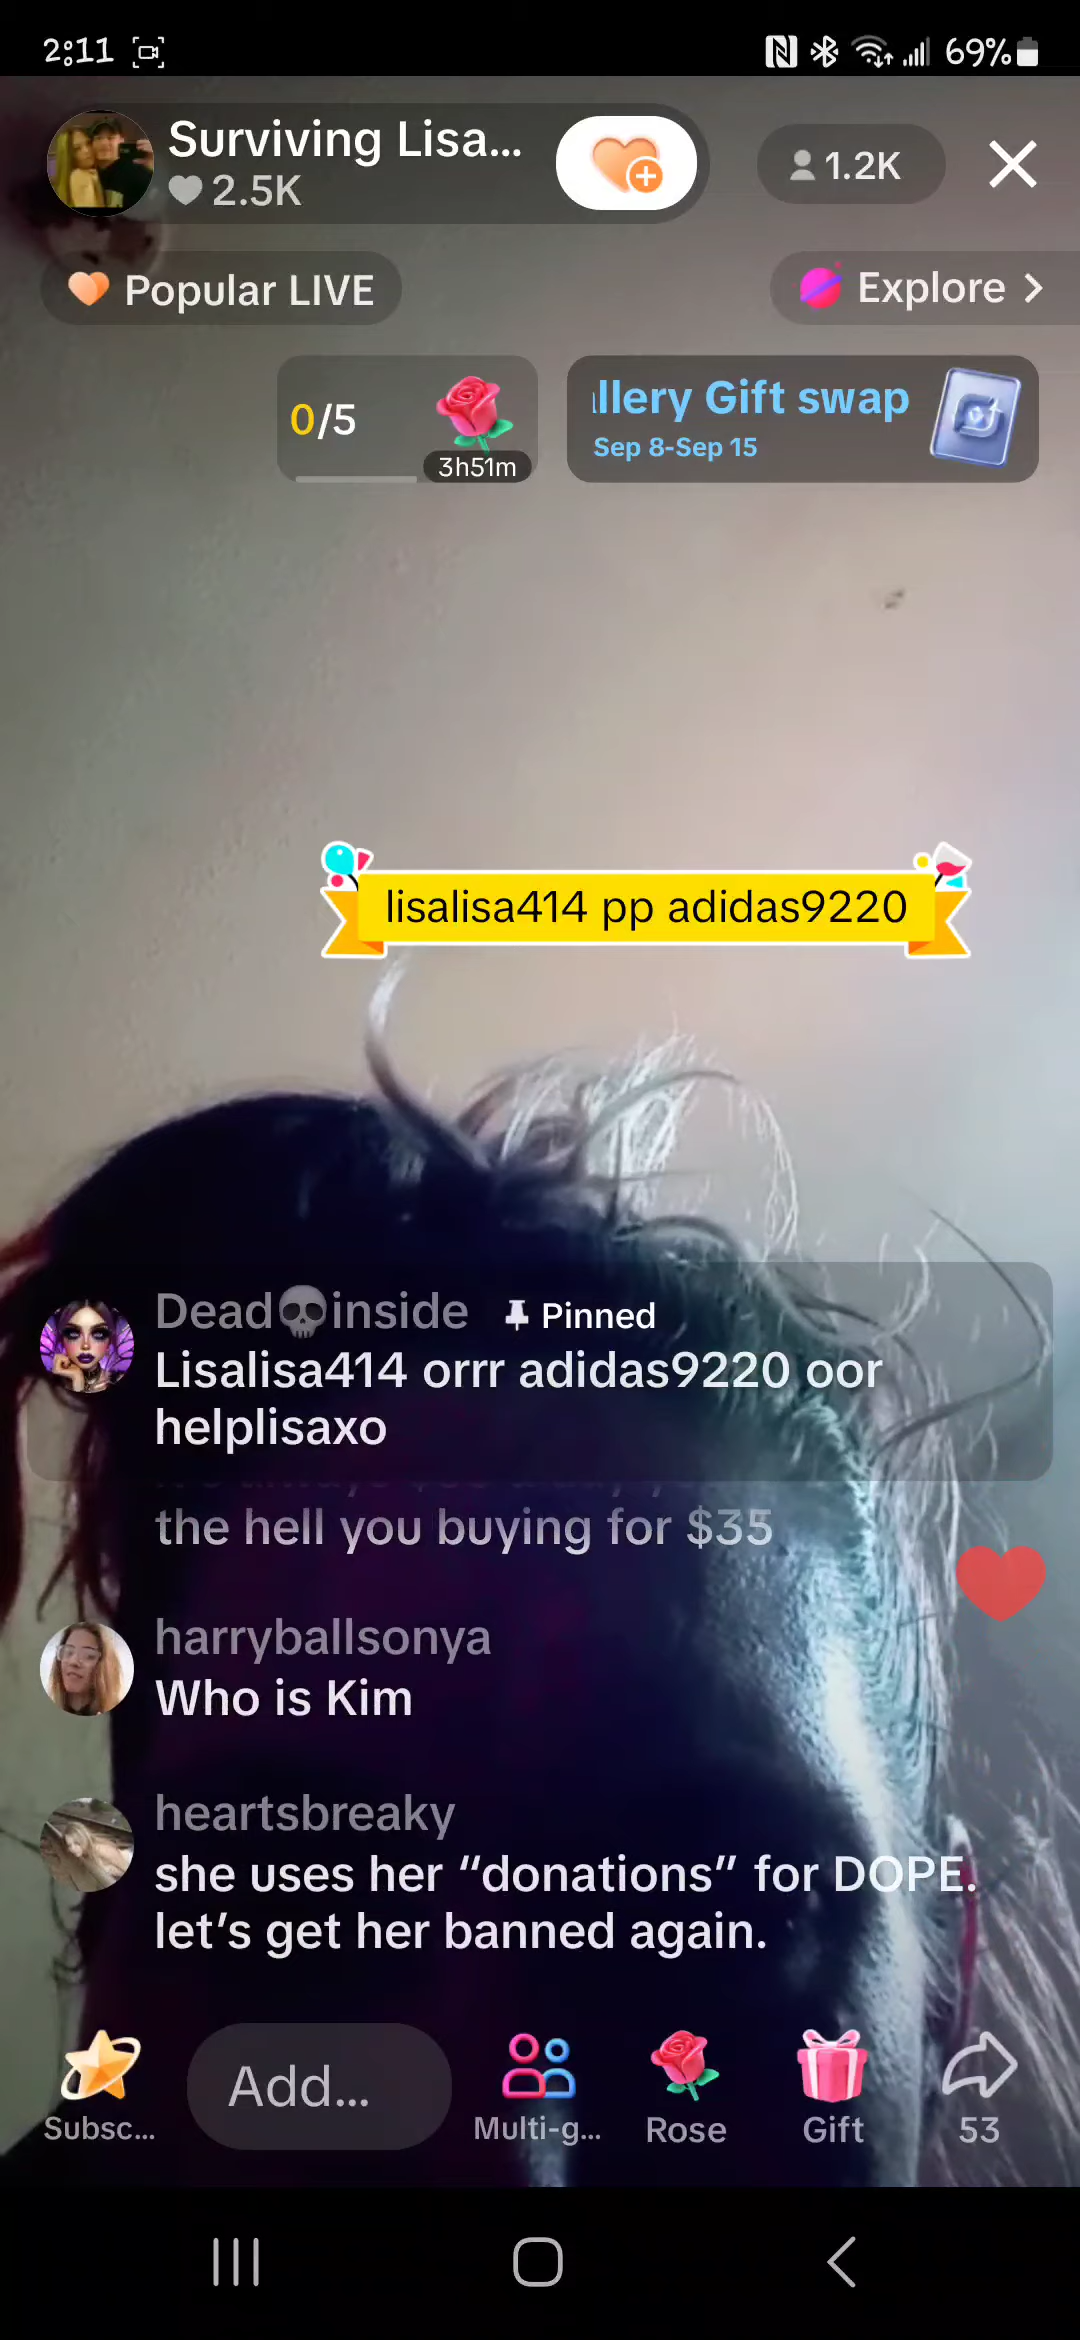 2:11
69%
Surviving Lisa...
2.5K
1.2K
Popular LIVE
Explore >
0/5
3h51m
llery Gift swap
Sep 8-Sep 15
lisalisa414 pp adidas9220
Dead💀inside Pinned
Lisalisa414 orrr adidas9220 oor
helplisaxo
the hell you buying for $35
harryballsonya
Who is Kim
heartsbreaky
she uses her “donations” for DOPE.
let’s get her banned again.
Add...
Subsc...
Multi-g...
Rose
Gift
53